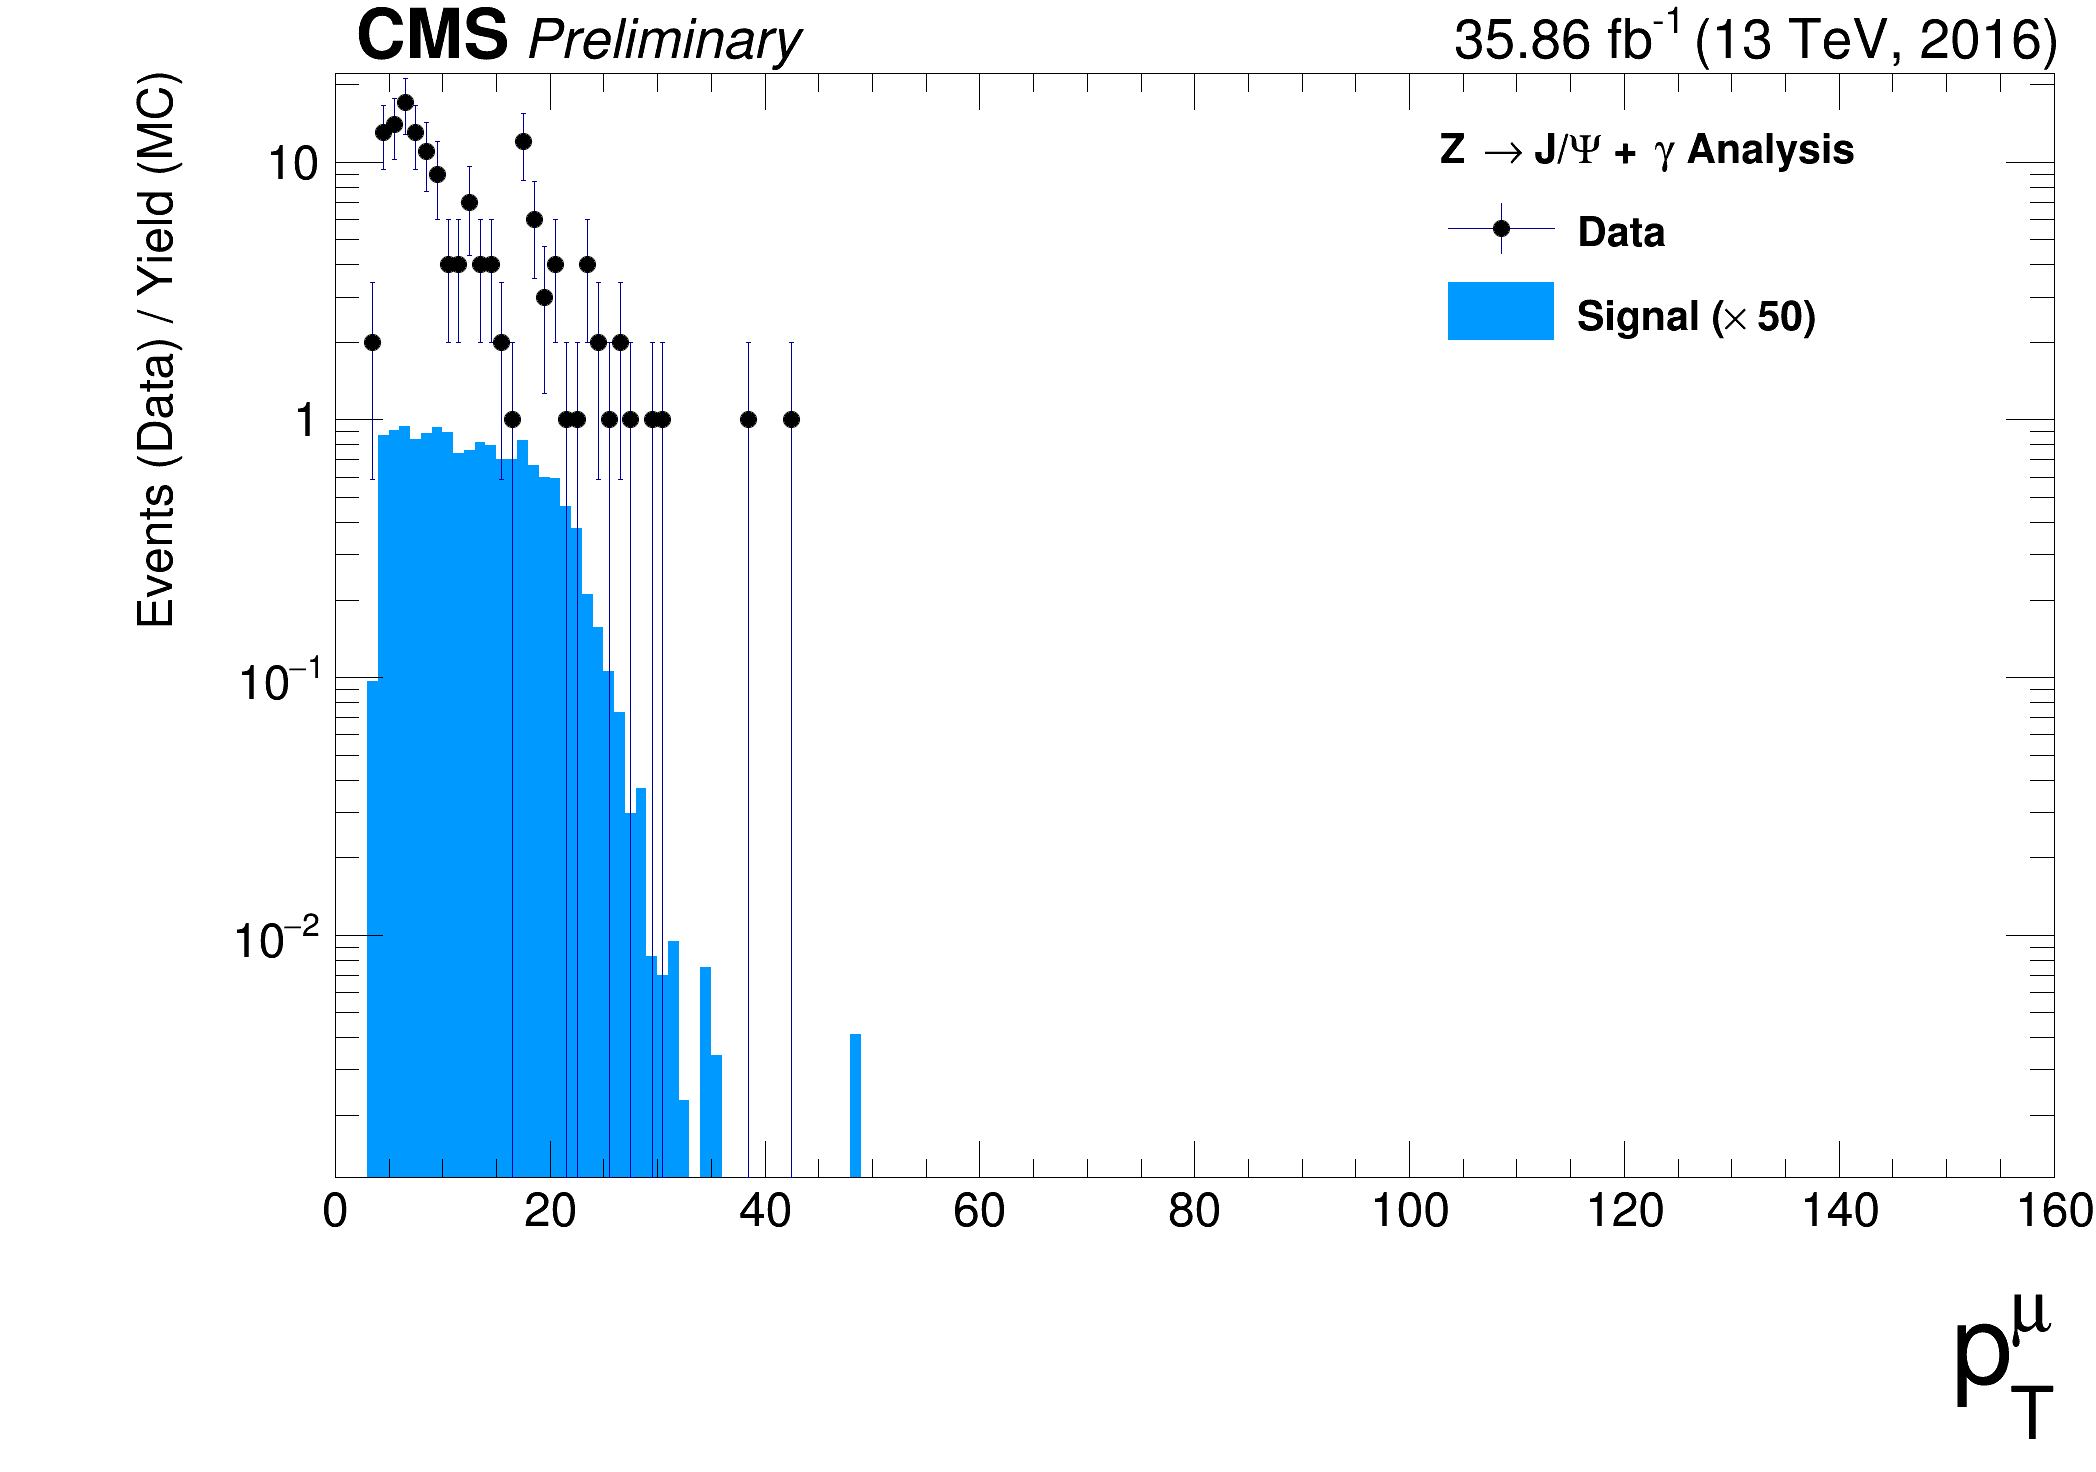 CMS Preliminary
35.86 fb⁻¹ (13 TeV, 2016)
Events (Data) / Yield (MC)
Z → J/Ψ + γ Analysis
Data
Signal (× 50)
10
1
10⁻¹
10⁻²
0 20 40 60 80 100 120 140 160
p_T^μ